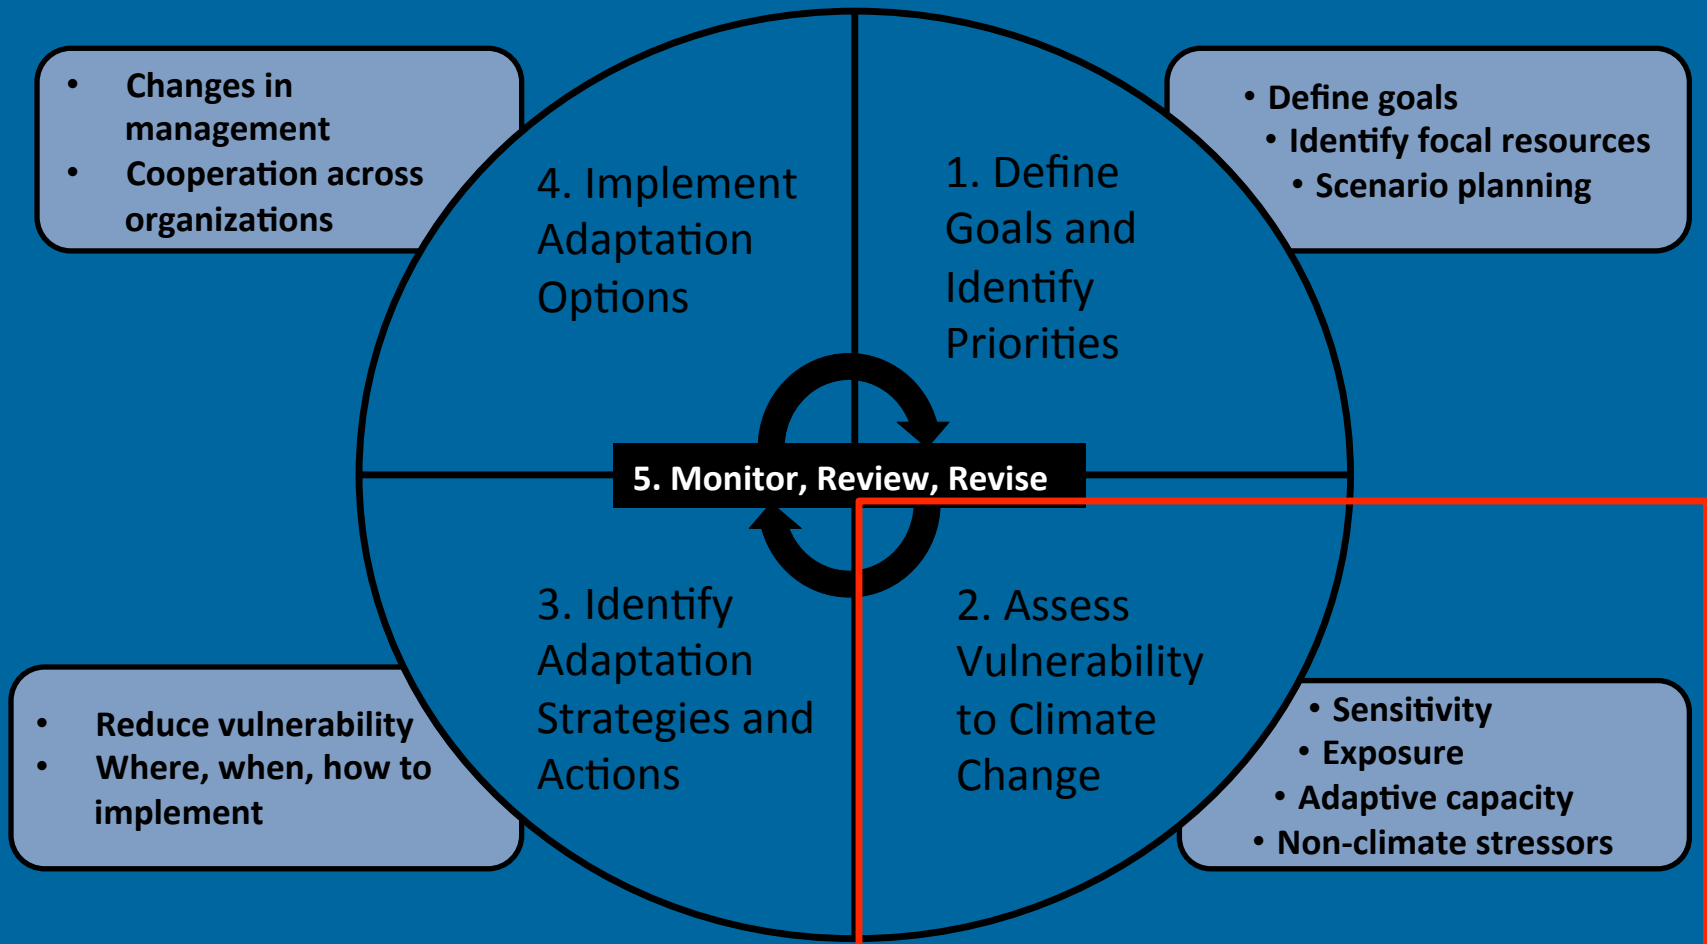 • Changes in
management
• Cooperation across
organizations
4. Implement
Adaptation
Options
1. Define
Goals and
Identify
Priorities
• Define goals
• Identify focal resources
• Scenario planning
5. Monitor, Review, Revise
• Reduce vulnerability
• Where, when, how to
implement
3. Identify
Adaptation
Strategies and
Actions
2. Assess
Vulnerability
to Climate
Change
• Sensitivity
• Exposure
• Adaptive capacity
• Non-climate stressors